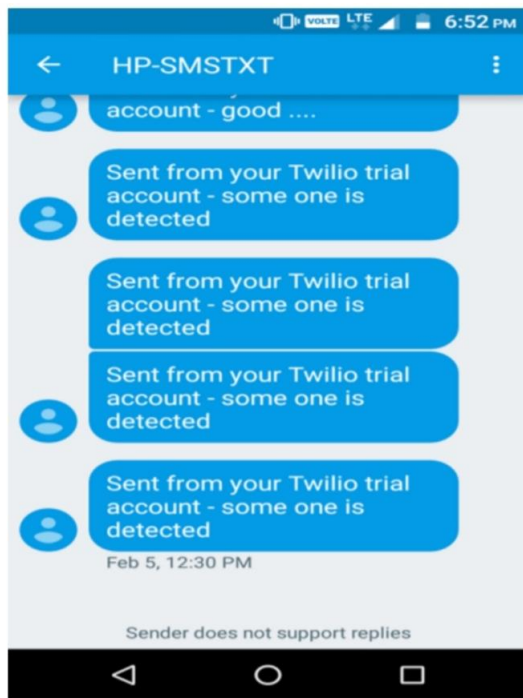 VOLTE LTE 6:52 PM
HP-SMSTXT
account - good ....
Sent from your Twilio trial
account - some one is
detected
Sent from your Twilio trial
account - some one is
detected
Sent from your Twilio trial
account - some one is
detected
Sent from your Twilio trial
account - some one is
detected
Feb 5, 12:30 PM
Sender does not support replies